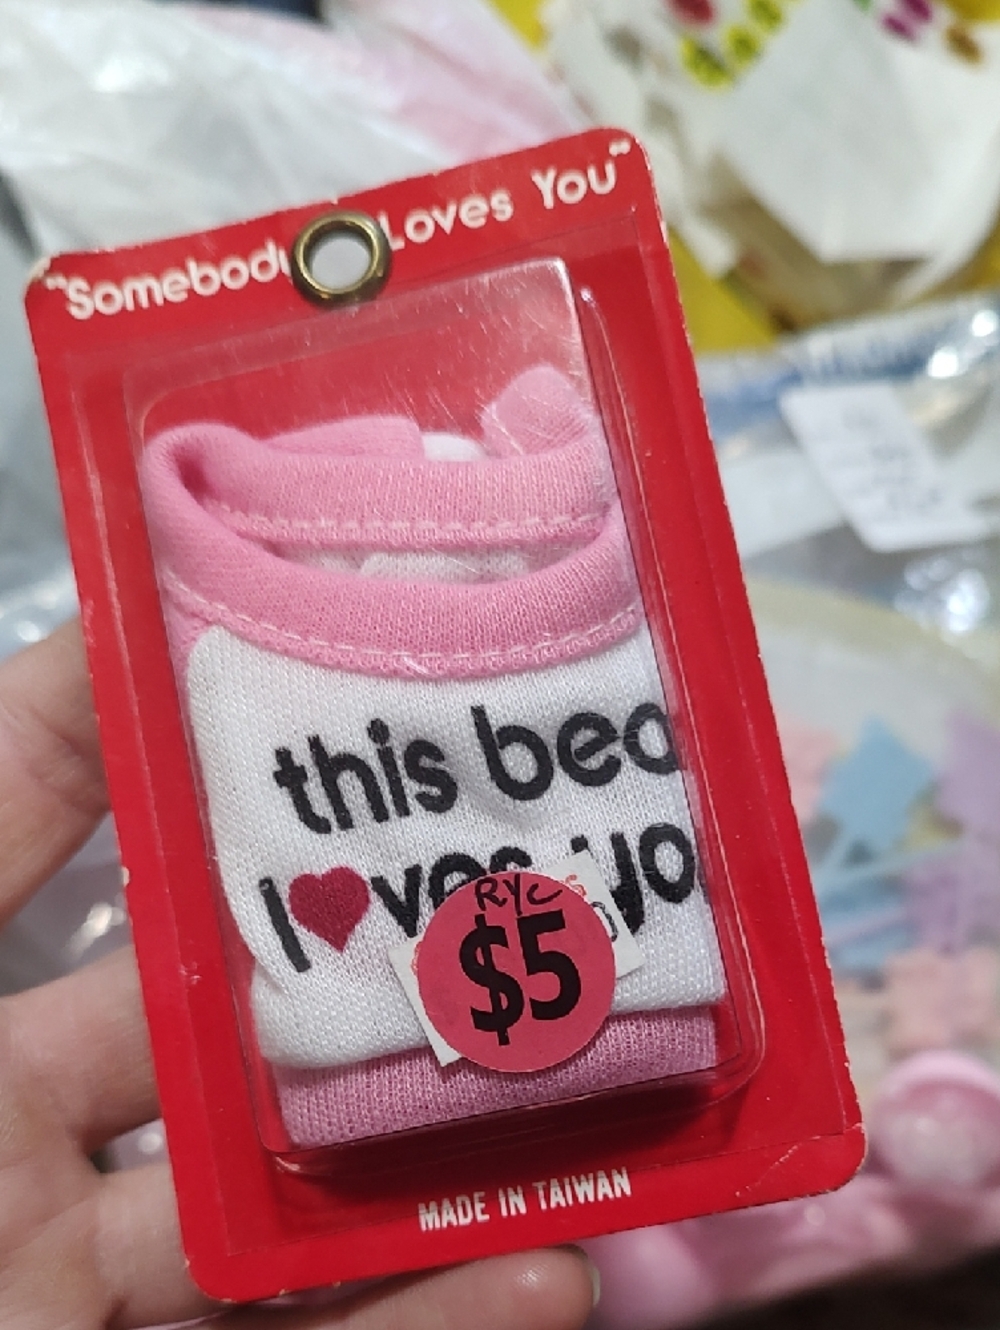 "Somebody Loves You"
this bea
l♥ves yo
RYC
$5
MADE IN TAIWAN